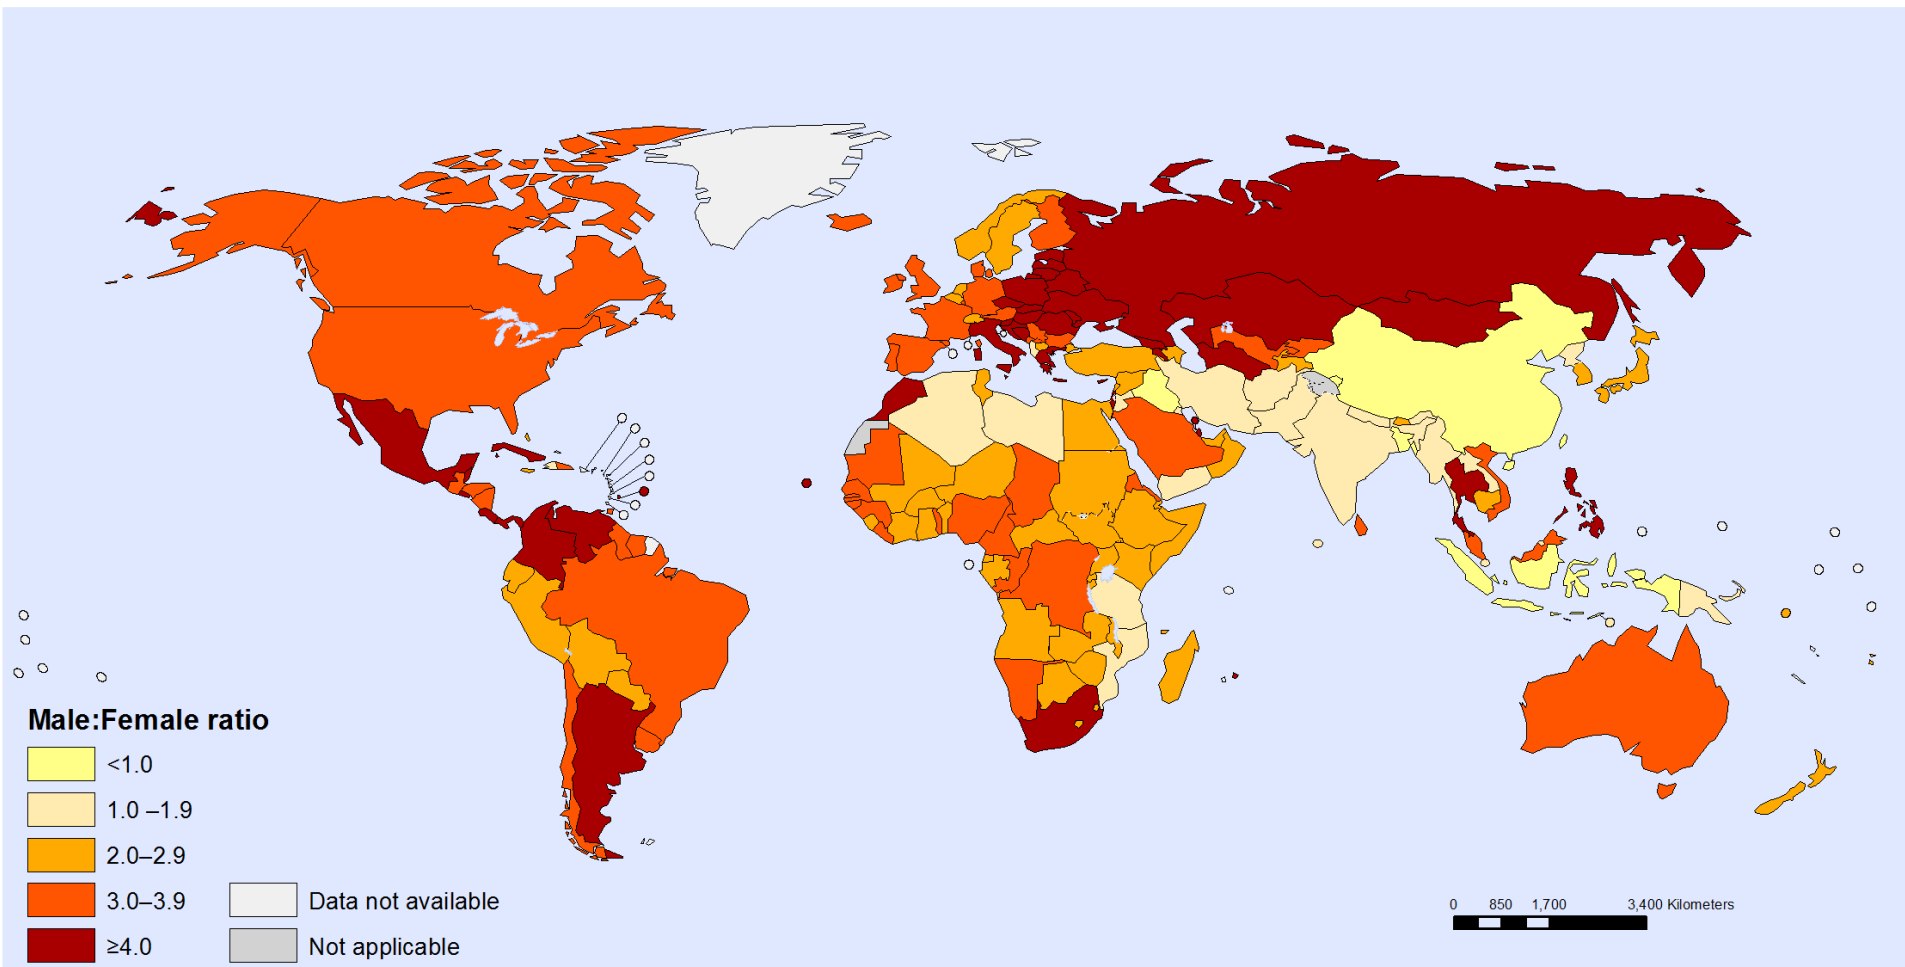 Male:Female ratio
<1.0
1.0 –1.9
2.0–2.9
3.0–3.9
≥4.0
Data not available
Not applicable
0 850 1,700 3,400 Kilometers